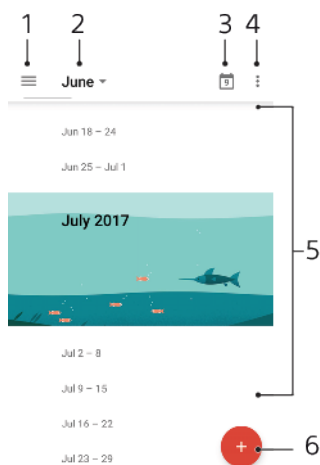 1 2 3 4
June
9
Jun 18 – 24
Jun 25 – Jul 1
July 2017
5
Jul 2 – 8
Jul 9 – 15
Jul 16 – 22
6
Jul 23 – 29